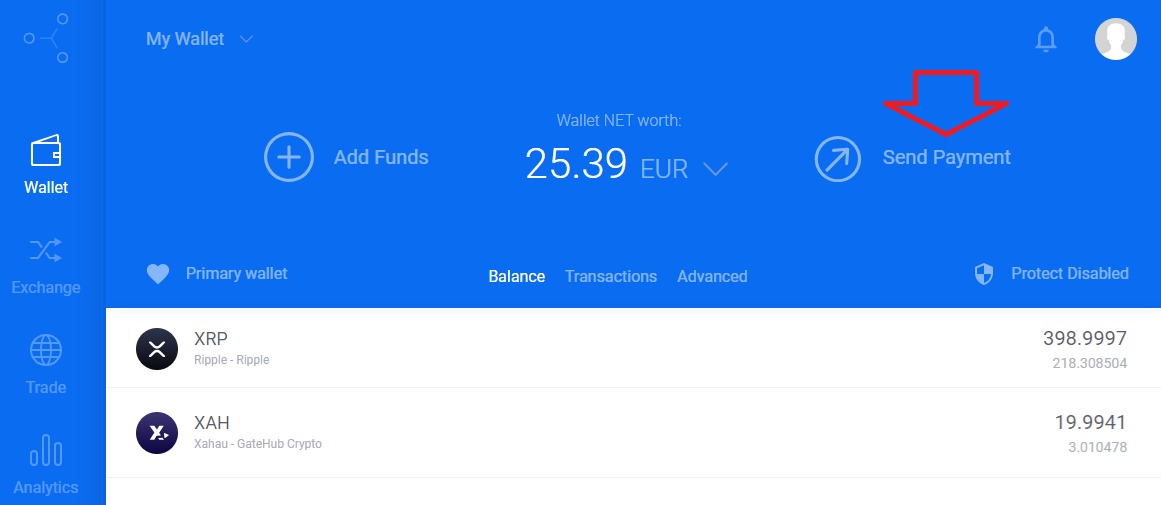 My Wallet
Wallet NET worth:
Add Funds
25.39 EUR
Send Payment
Wallet
Exchange
Trade
Analytics
Primary wallet
Balance Transactions Advanced
Protect Disabled
XRP
Ripple - Ripple
398.9997
218.308504
XAH
Xahau - GateHub Crypto
19.9941
3.010478